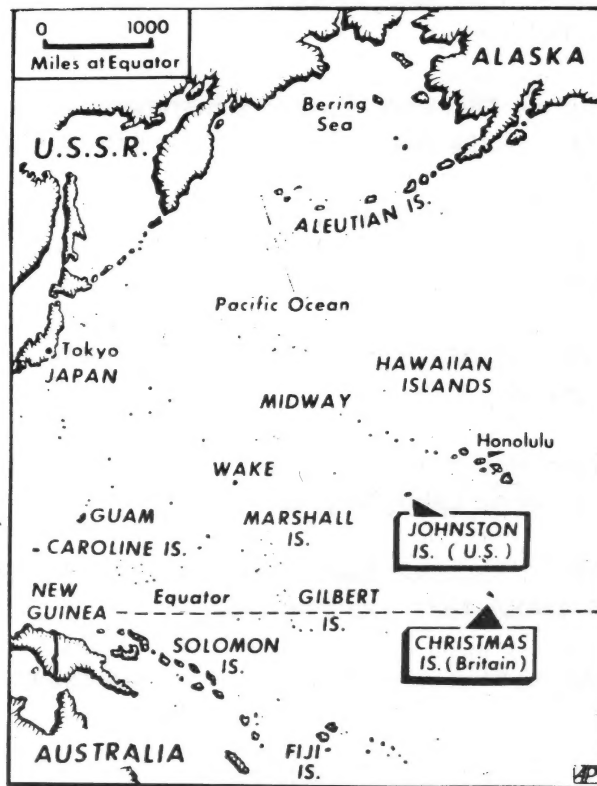 0 1000
Miles at Equator
ALASKA
Bering
Sea
U.S.S.R.
ALEUTIAN IS.
Pacific Ocean
Tokyo
JAPAN
HAWAIIAN
ISLANDS
MIDWAY
Honolulu
WAKE
GUAM
MARSHALL
IS.
JOHNSTON
IS. (U.S.)
CAROLINE IS.
NEW
GUINEA
Equator
GILBERT
IS.
SOLOMON
IS.
CHRISTMAS
IS. (Britain)
AUSTRALIA
FIJI
IS.
AP